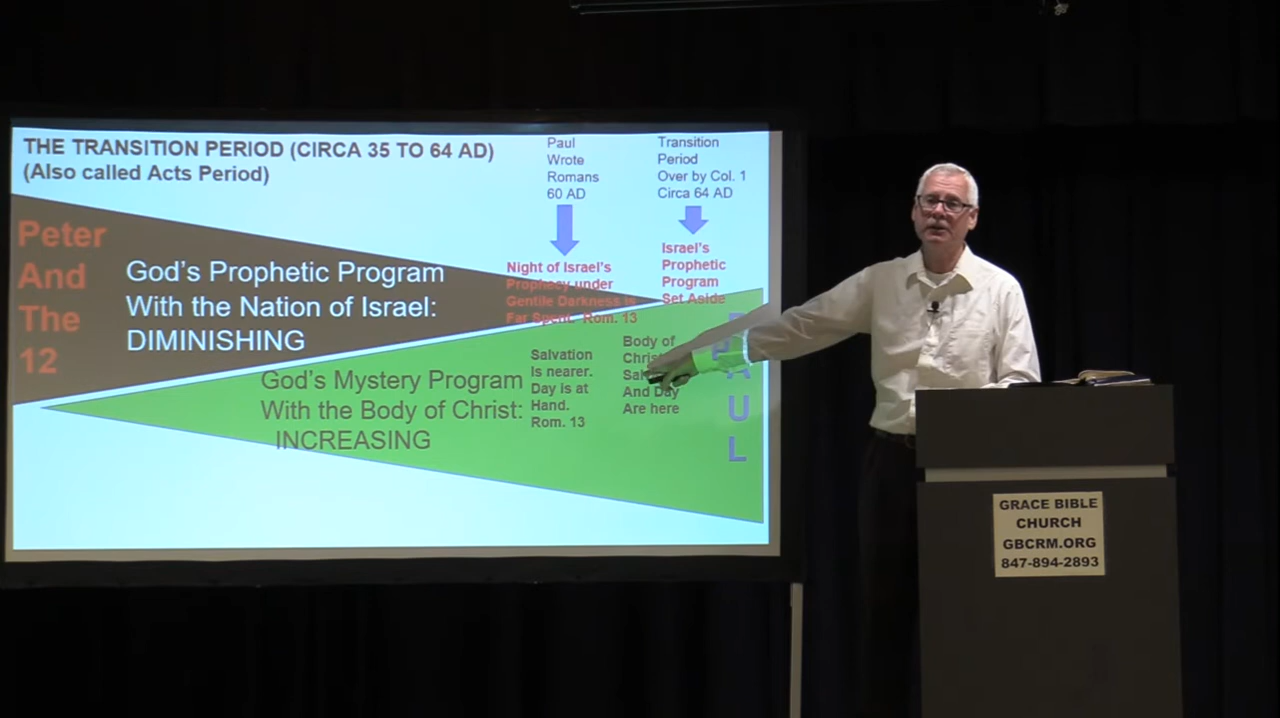 THE TRANSITION PERIOD (CIRCA 35 TO 64 AD)
(Also called Acts Period)
Paul
Wrote
Romans
60 AD
Transition
Period
Over by Col. 1
Circa 64 AD
Peter
And
The
12
God's Prophetic Program
With the Nation of Israel:
DIMINISHING
Night of Israel's
Prophecy under
Gentile Darkness is
Far Spent. Rom. 13
Israel's
Prophetic
Program
Set Aside
God's Mystery Program
With the Body of Christ:
INCREASING
Salvation
Is nearer.
Day is at
Hand.
Rom. 13
Body of
And Day
Are here
GRACE BIBLE
CHURCH
GBCRM.ORG
847-894-2893